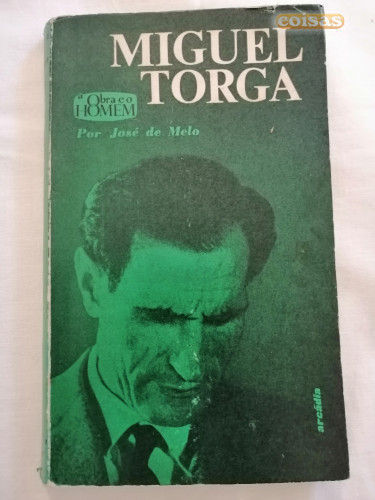 coisas
MIGUEL
TORGA
a Obra e o
HOMEM
Por José de Melo
arcádia